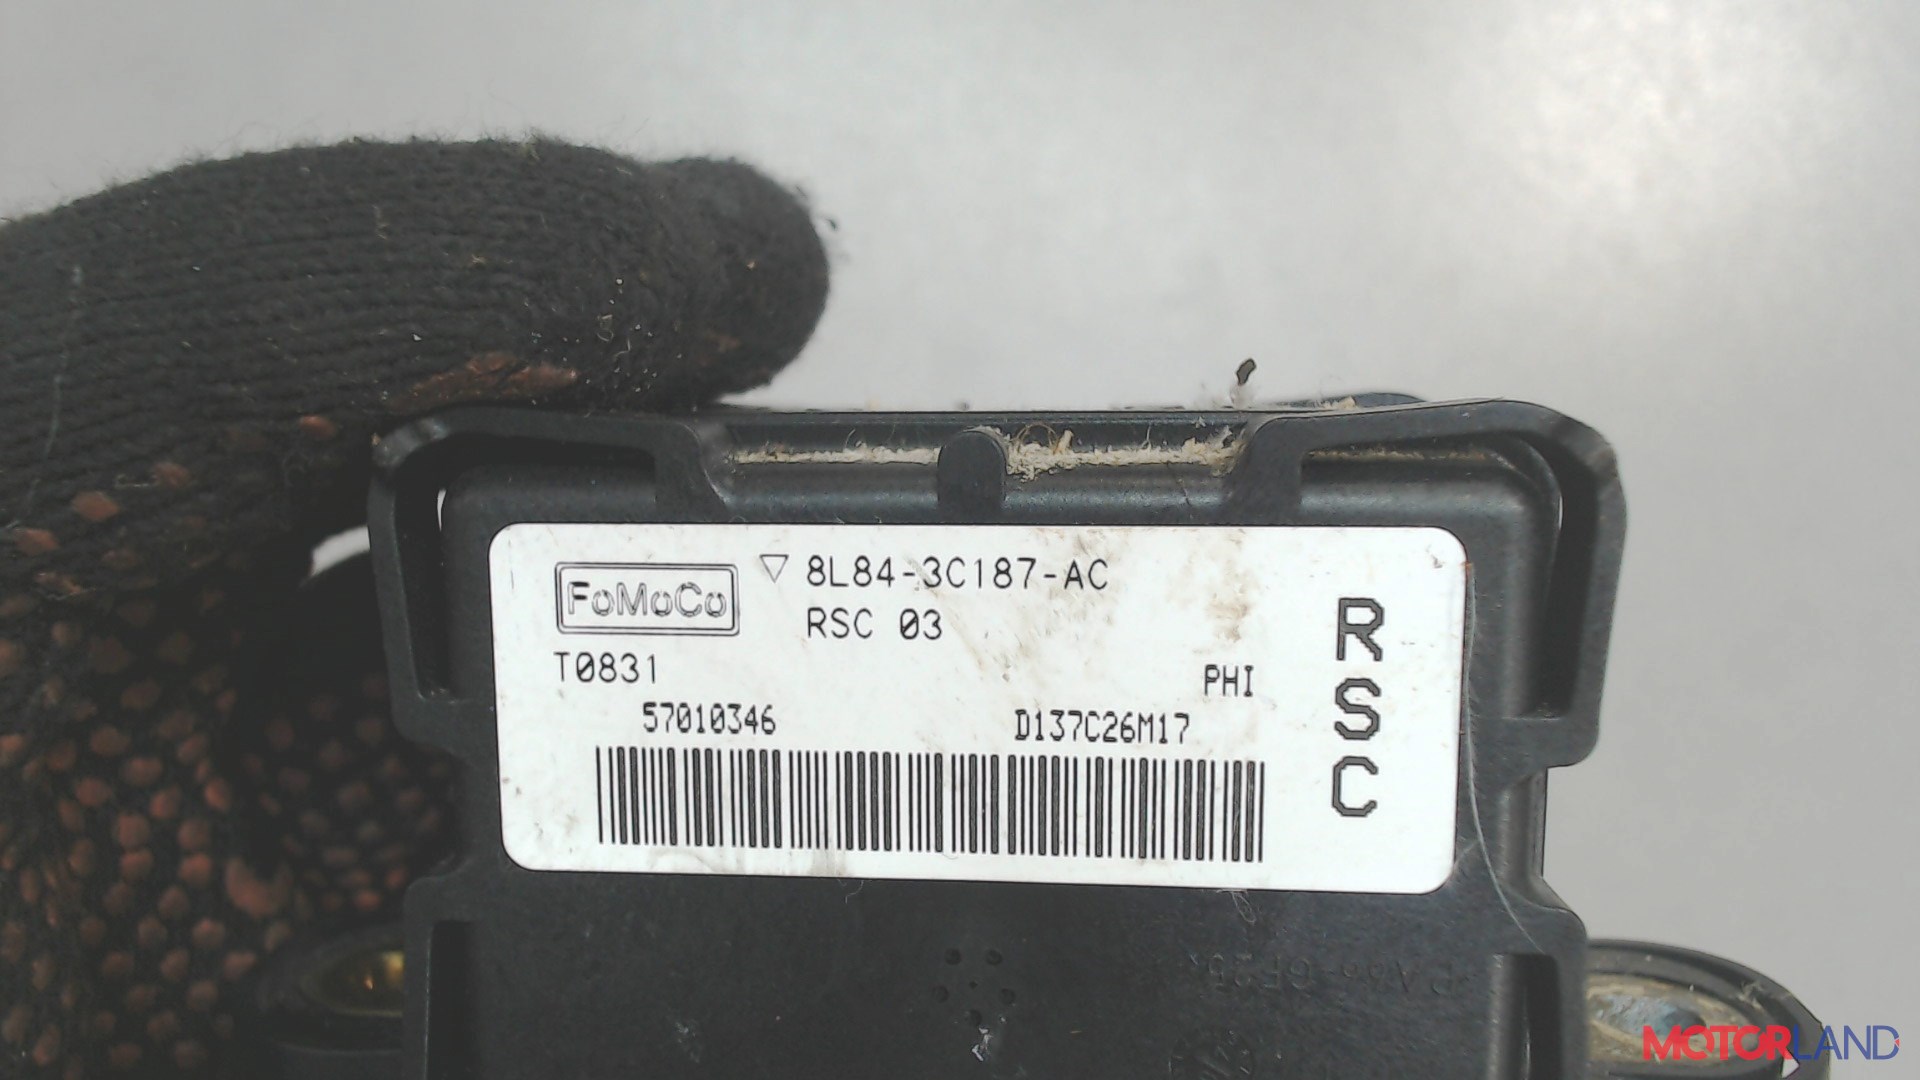 FoMoCo
▽ 8L84-3C187-AC
RSC 03
T0831
PHI
57010346
D137C26M17
RSC
MOTORLAND